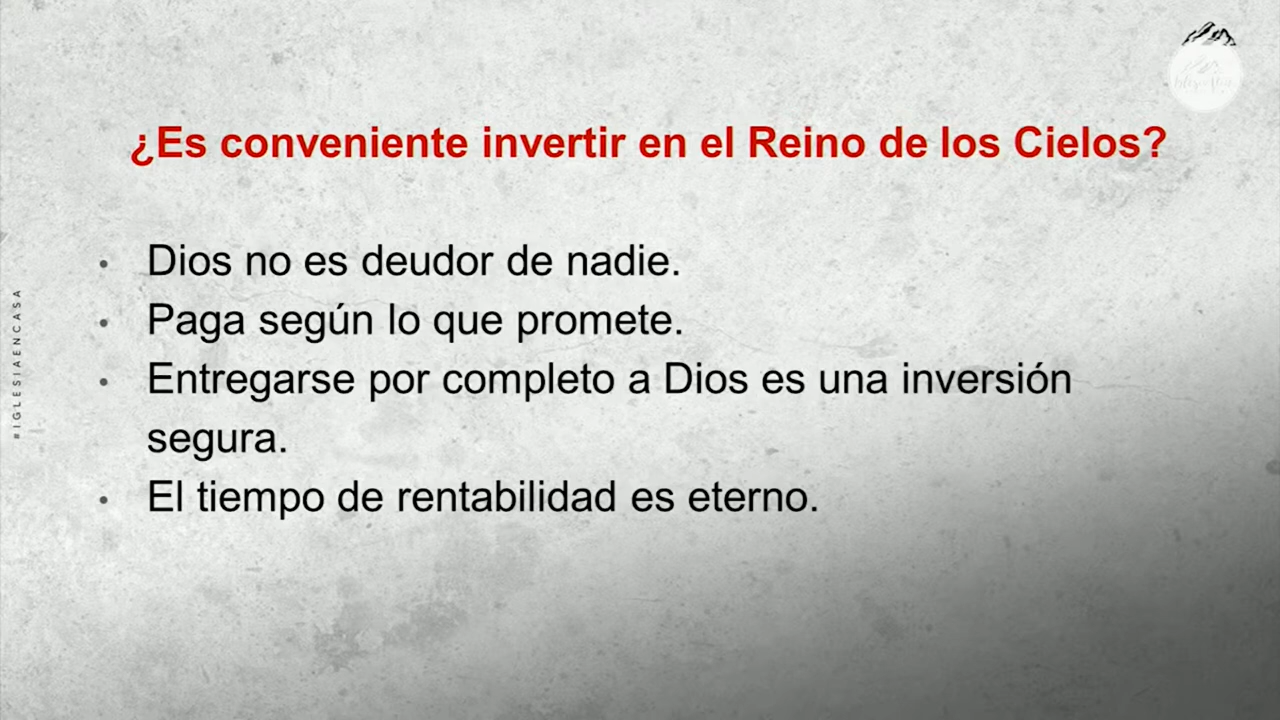 ¿Es conveniente invertir en el Reino de los Cielos?
• Dios no es deudor de nadie.
• Paga según lo que promete.
• Entregarse por completo a Dios es una inversión
segura.
• El tiempo de rentabilidad es eterno.
#IGLESIAENCASA